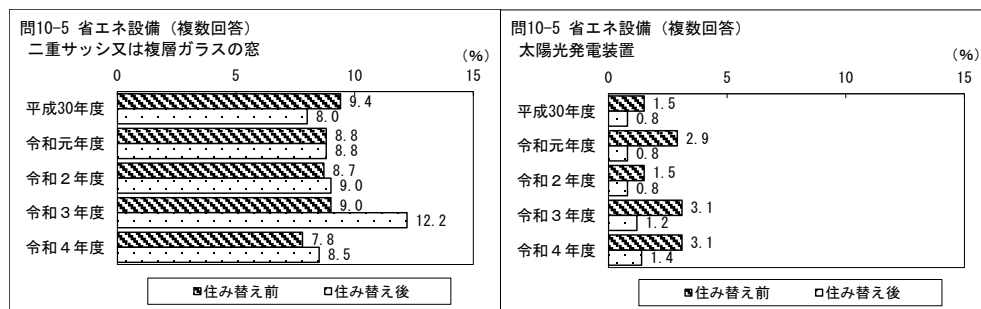 問10-5 省エネ設備（複数回答）
二重サッシ又は複層ガラスの窓
(%)
0 5 10 15
平成30年度 9.4
8.0
令和元年度 8.8
8.8
令和２年度 8.7
9.0
令和３年度 9.0
12.2
令和４年度 7.8
8.5
住み替え前 住み替え後
問10-5 省エネ設備（複数回答）
太陽光発電装置
(%)
0 5 10 15
平成30年度 1.5
0.8
令和元年度 2.9
0.8
令和２年度 1.5
0.8
令和３年度 3.1
1.2
令和４年度 3.1
1.4
住み替え前 住み替え後